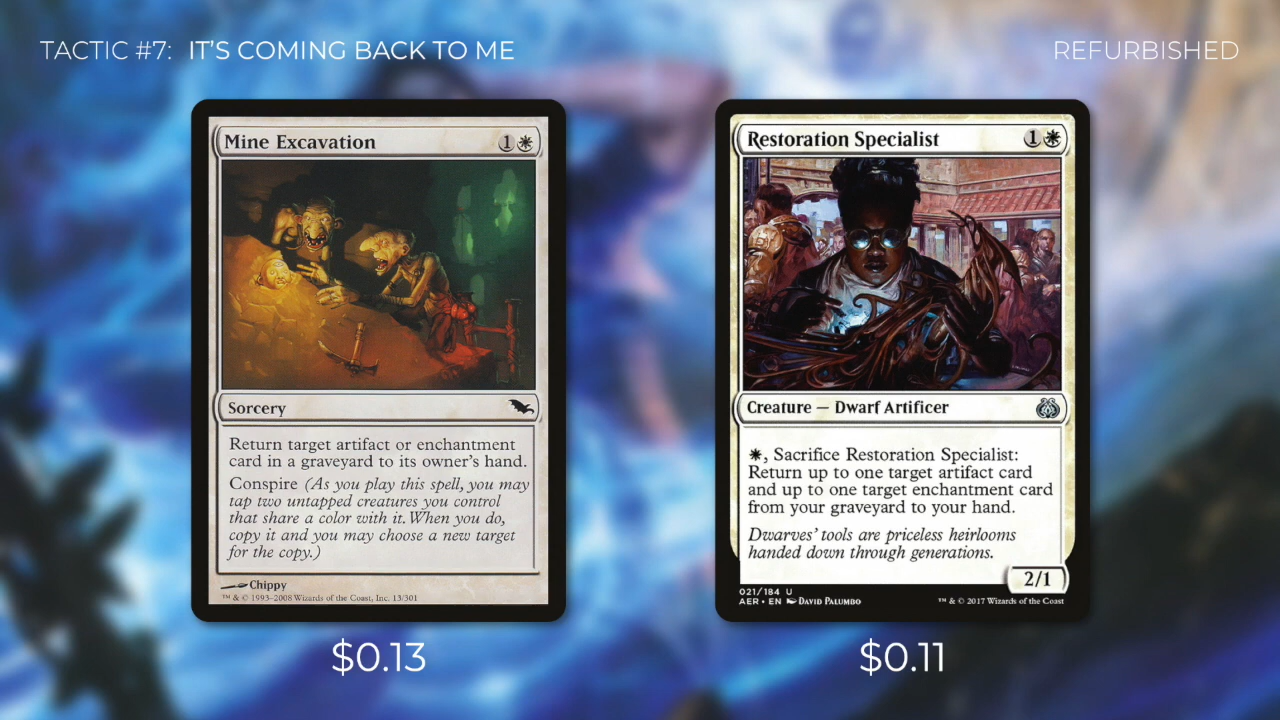 TACTIC #7: IT'S COMING BACK TO ME
REFURBISHED
Mine Excavation 1
Sorcery
Return target artifact or enchantment
card in a graveyard to its owner's hand.
Conspire (As you play this spell, you may
tap two untapped creatures you control
that share a color with it. When you do,
copy it and you may choose a new target
for the copy.)
Chippy
™ & © 1993–2008 Wizards of the Coast, Inc. 13/301
$0.13
Restoration Specialist 1
Creature — Dwarf Artificer
, Sacrifice Restoration Specialist:
Return up to one target artifact card
and up to one target enchantment card
from your graveyard to your hand.
Dwarves' tools are priceless heirlooms
handed down through generations.
2/1
021/184 U
AER • EN DAVID PALUMBO
™ & © 2017 Wizards of the Coast
$0.11